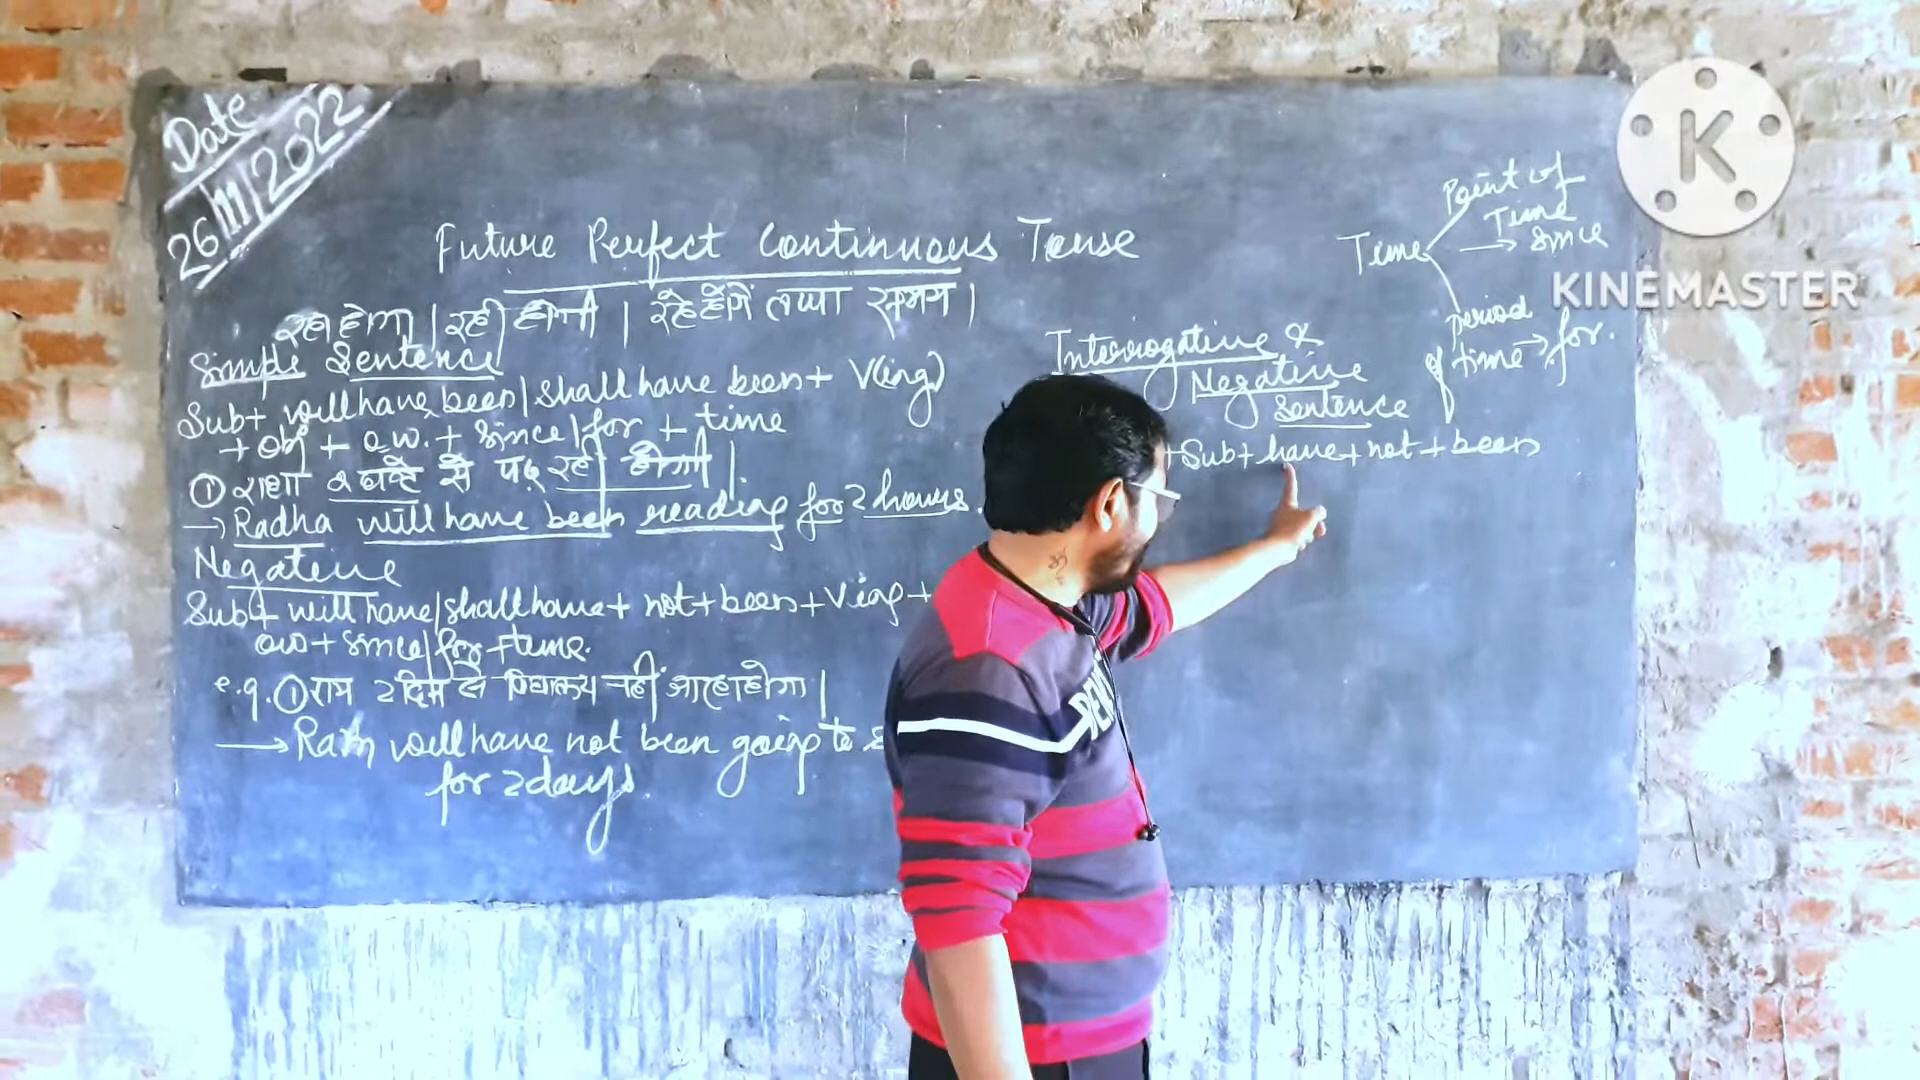 Date
26/11/2022
Future Perfect Continuous Tense
रहा होगा | रही होगी | रहे होंगें तथा समय |
Simple Sentence
Sub + will have been / shall have been + V(ing)
+ obj + o.w. + since / for + time
① राधा २ घण्टे से पढ़ रही होगी |
→ Radha will have been reading for 2 hours.
Negative
Sub + will have / shall have + not + been + Ving +
ow + since / for + time.
e.g. ① राम 2 दिन से विद्यालय नहीं जा रहा होगा |
→ Ram will have not been going to
for 2 days.
Interrogative &
Negative
Sentence
+ Sub + have + not + been
Time
Point of
Time
→ Since
period
of time → for.
K
KINEMASTER